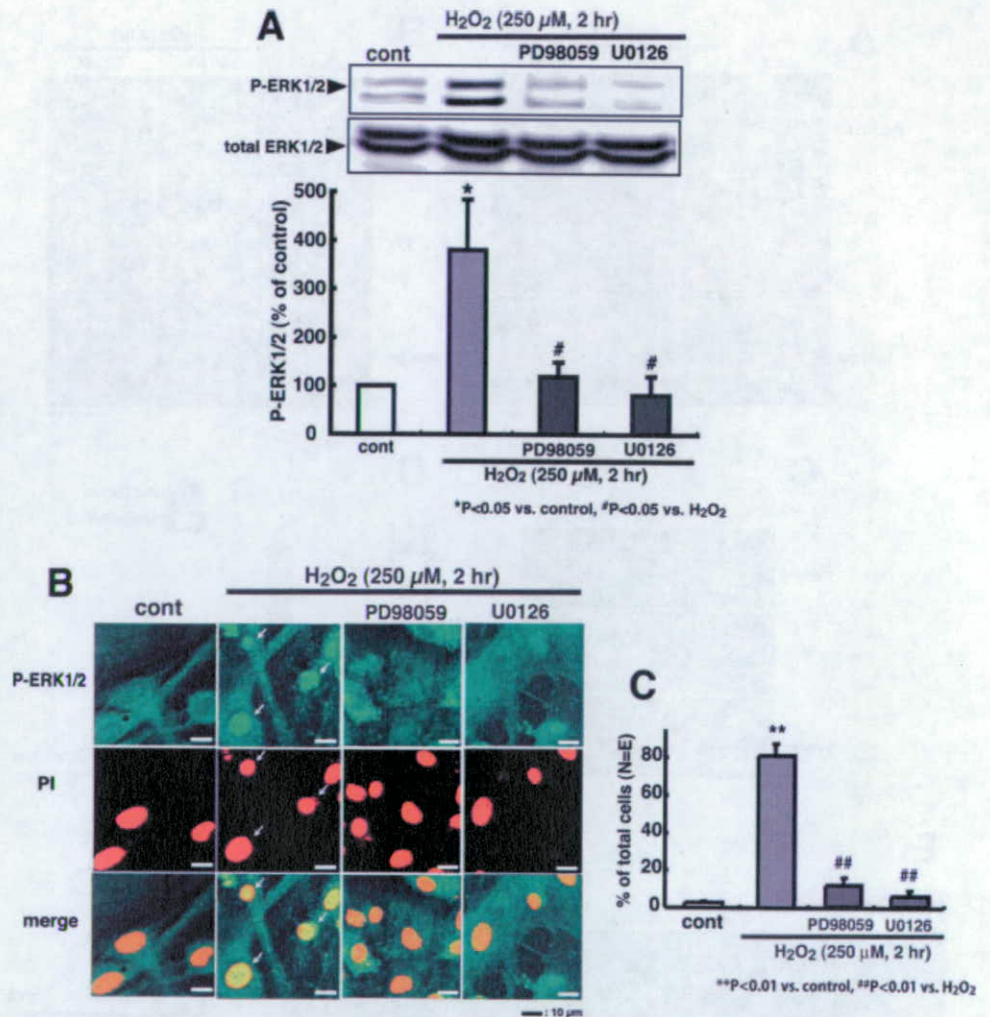 A
H₂O₂ (250 µM, 2 hr)
cont PD98059 U0126
P-ERK1/2
total ERK1/2
P-ERK1/2 (% of control)
500
400
300
200
100
0
*
#
#
cont PD98059 U0126
H₂O₂ (250 µM, 2 hr)
*P<0.05 vs. control, #P<0.05 vs. H₂O₂
B
H₂O₂ (250 µM, 2 hr)
cont PD98059 U0126
P-ERK1/2
PI
merge
: 10 µm
C
% of total cells (N=E)
80
60
40
20
0
**
##
##
cont PD98059 U0126
H₂O₂ (250 µM, 2 hr)
**P<0.01 vs. control, ##P<0.01 vs. H₂O₂